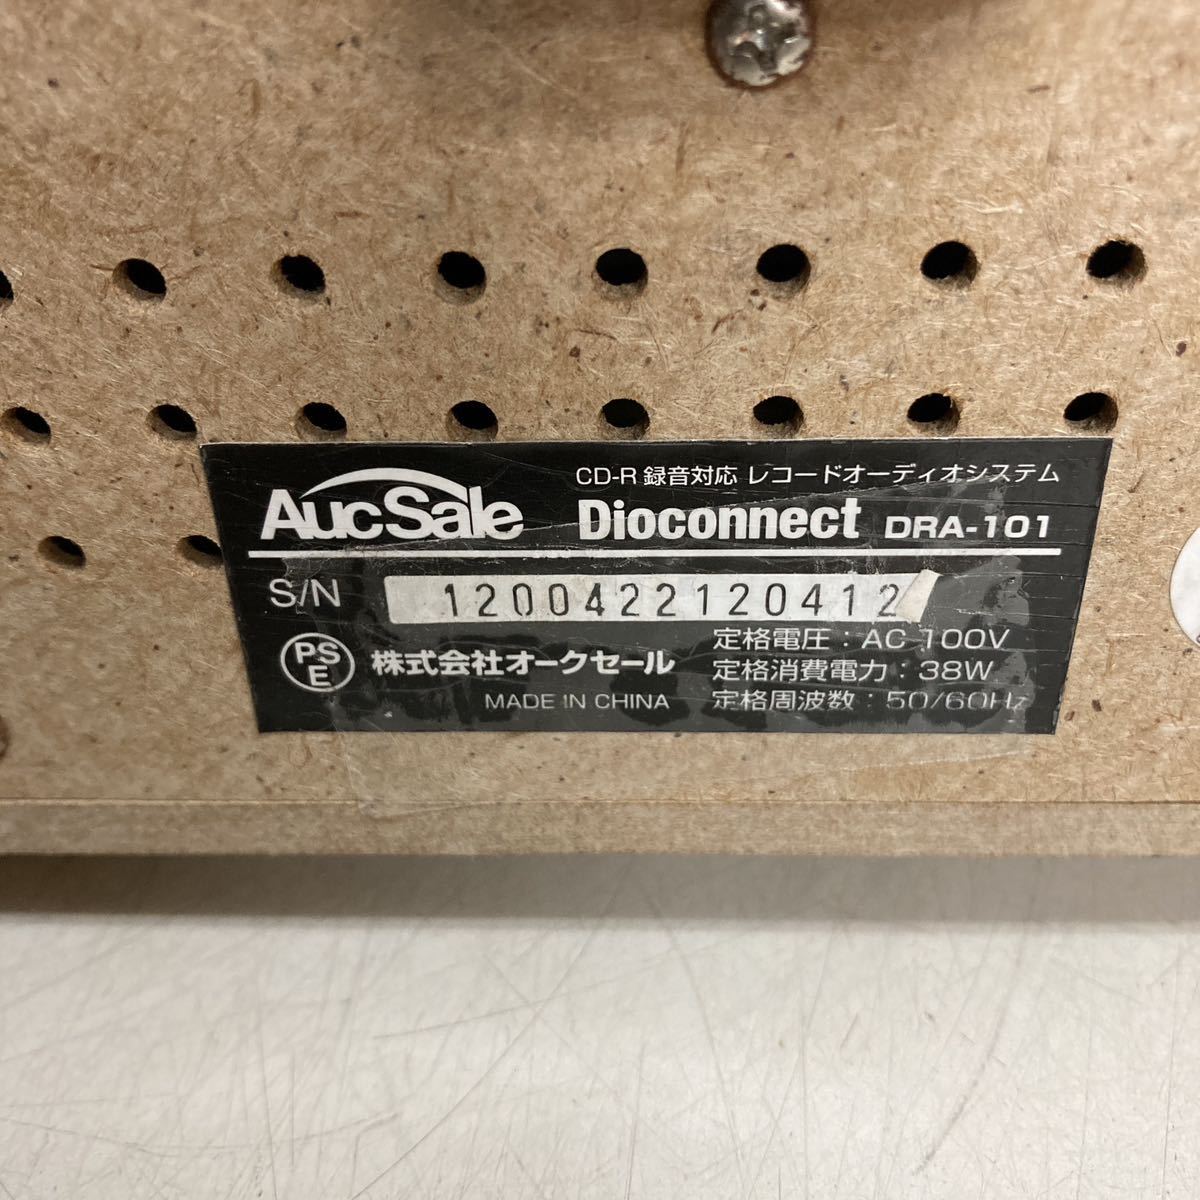 CD-R 録音対応 レコードオーディオシステム
AucSale Dioconnect DRA-101
S/N 1200422120412
PSE 株式会社オークセール
MADE IN CHINA
定格電圧：AC 100V
定格消費電力：38W
定格周波数：50/60Hz